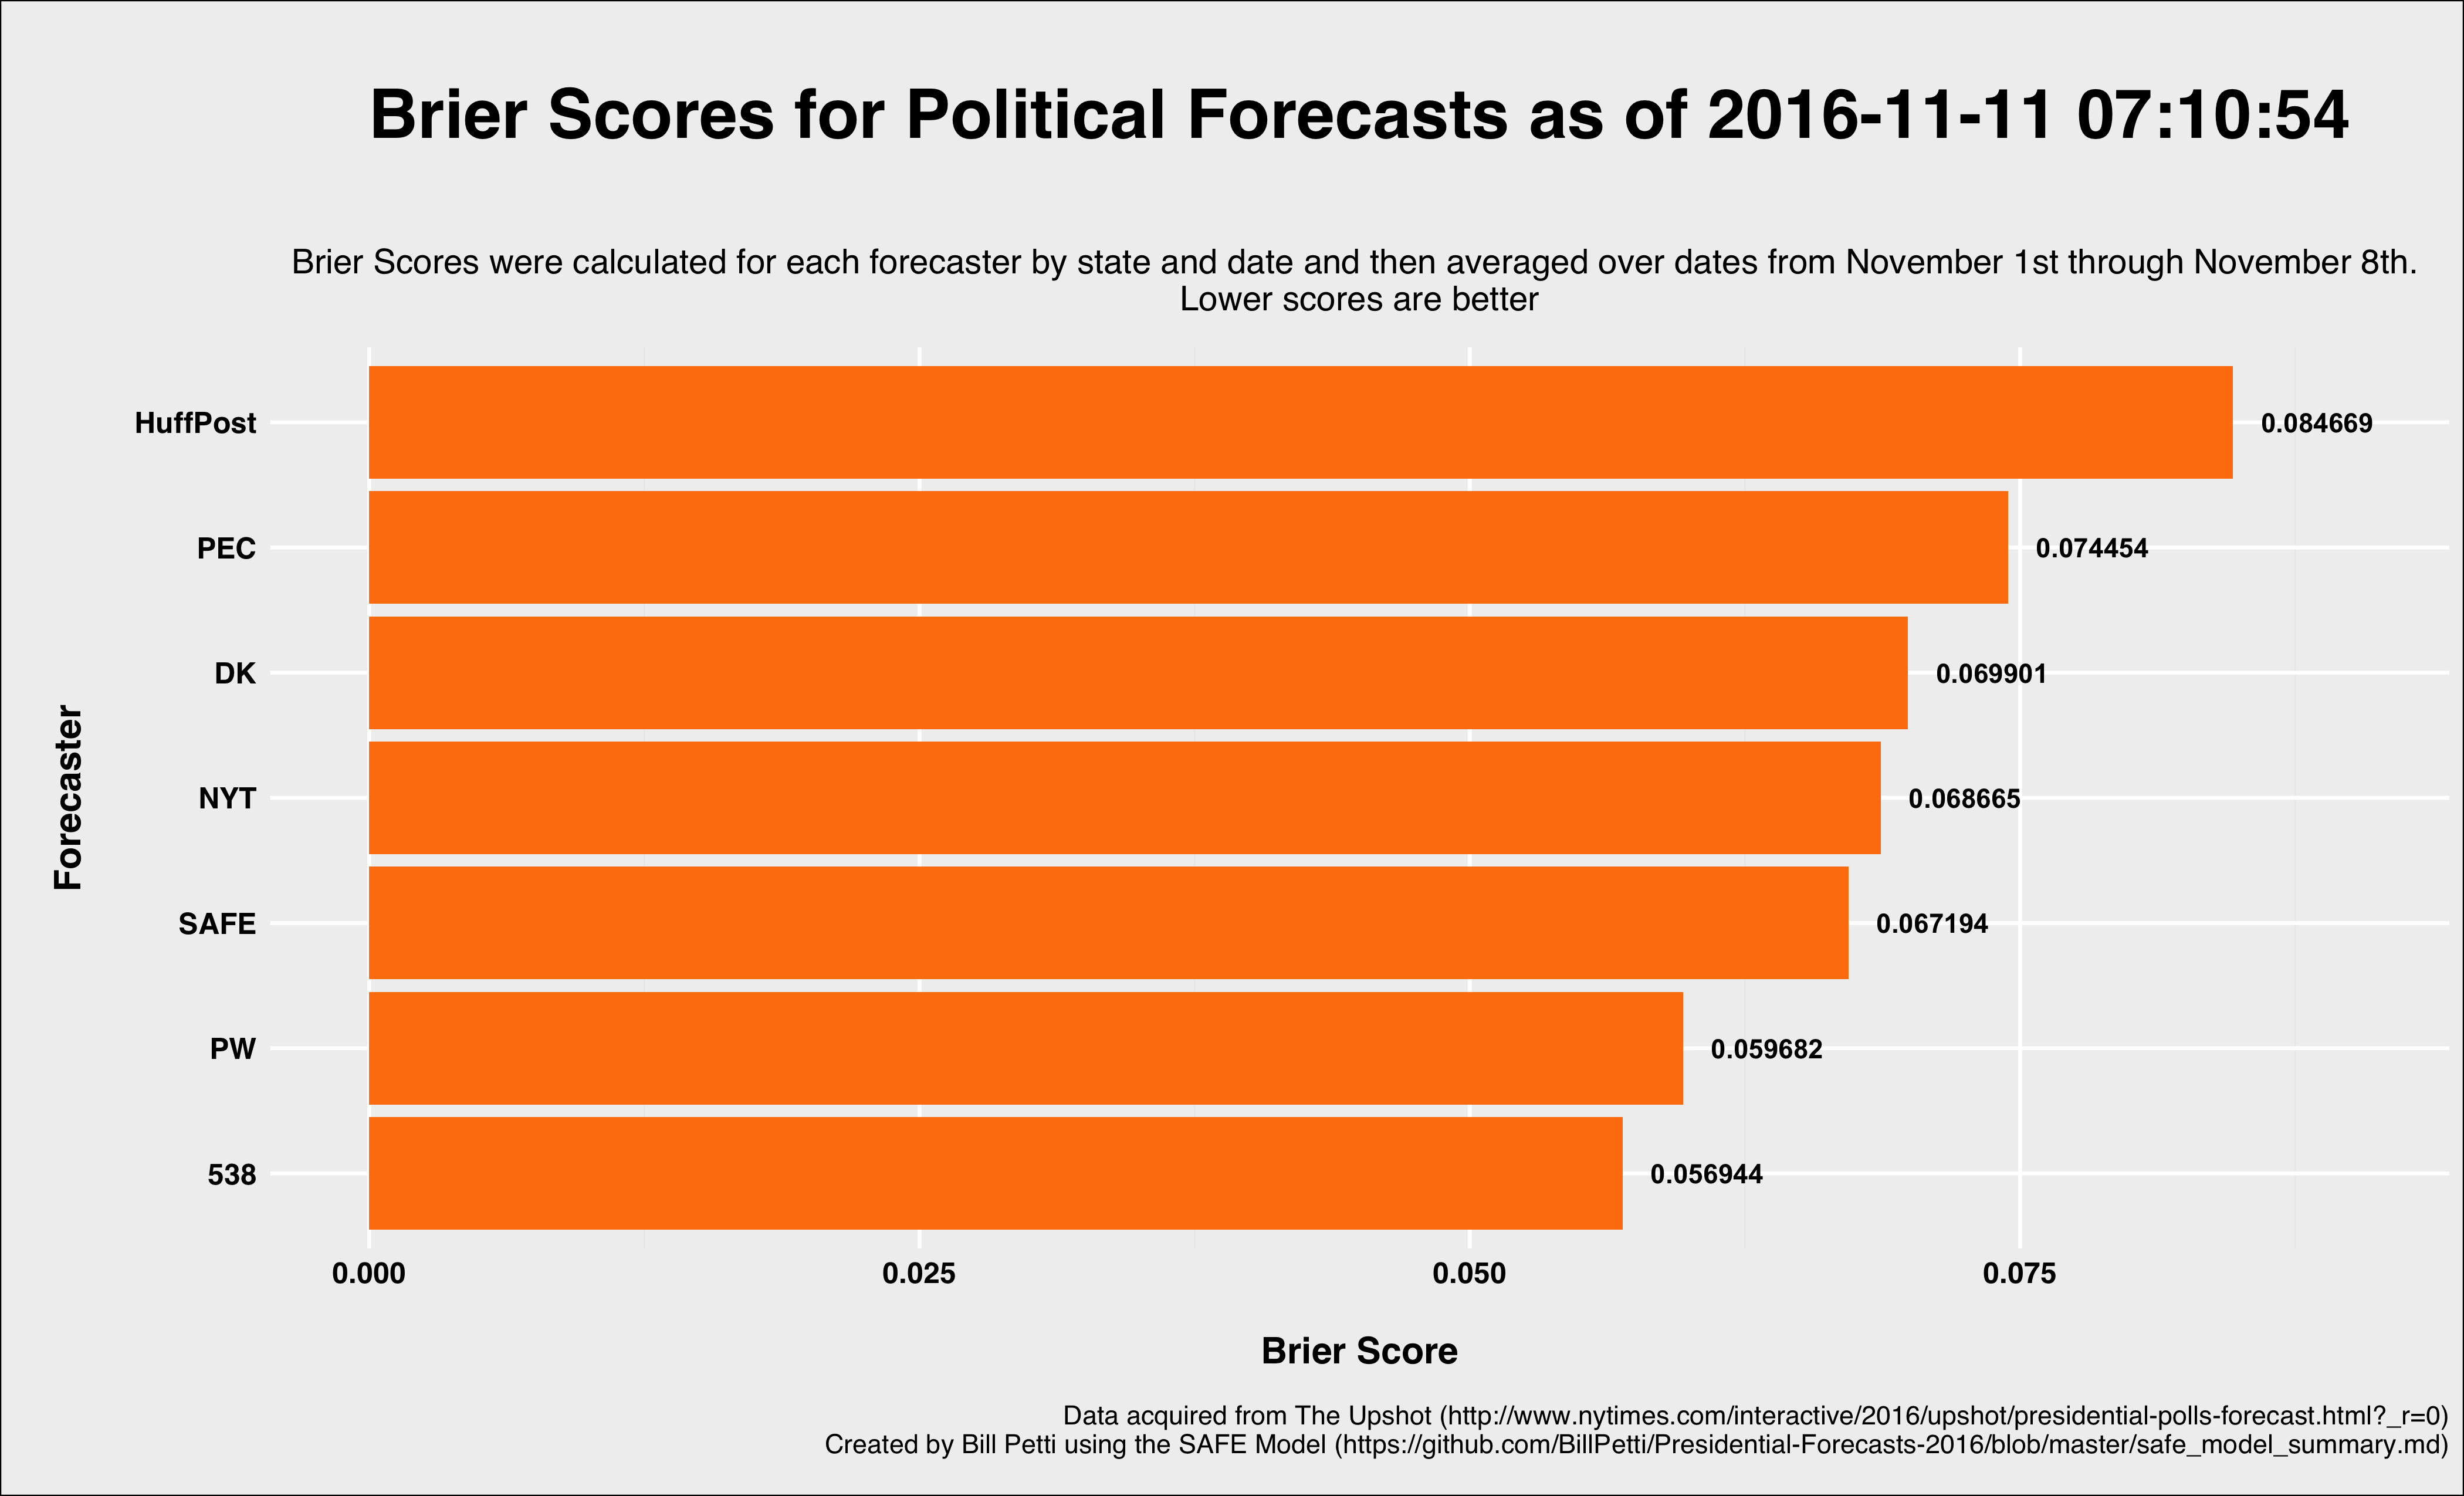 Brier Scores for Political Forecasts as of 2016-11-11 07:10:54
Brier Scores were calculated for each forecaster by state and date and then averaged over dates from November 1st through November 8th.
Lower scores are better
Forecaster
HuffPost 0.084669
PEC 0.074454
DK 0.069901
NYT 0.068665
SAFE 0.067194
PW 0.059682
538 0.056944
0.000 0.025 0.050 0.075
Brier Score
Data acquired from The Upshot (http://www.nytimes.com/interactive/2016/upshot/presidential-polls-forecast.html?_r=0)
Created by Bill Petti using the SAFE Model (https://github.com/BillPetti/Presidential-Forecasts-2016/blob/master/safe_model_summary.md)